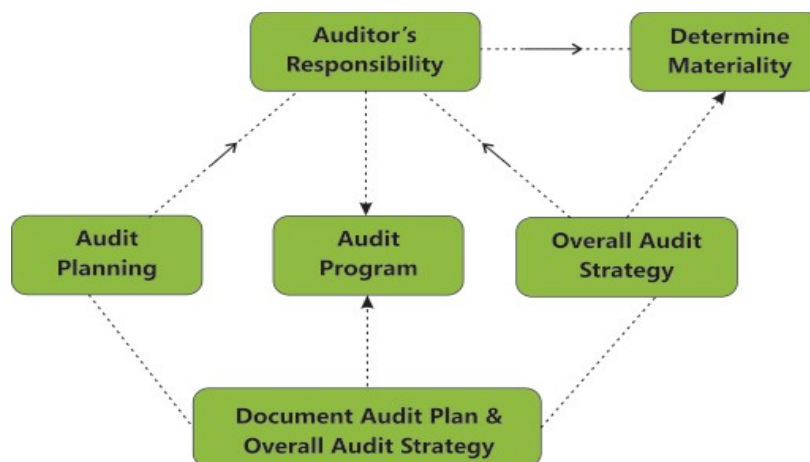 Auditor's
Responsibility
Determine
Materiality
Audit
Planning
Audit
Program
Overall Audit
Strategy
Document Audit Plan &
Overall Audit Strategy